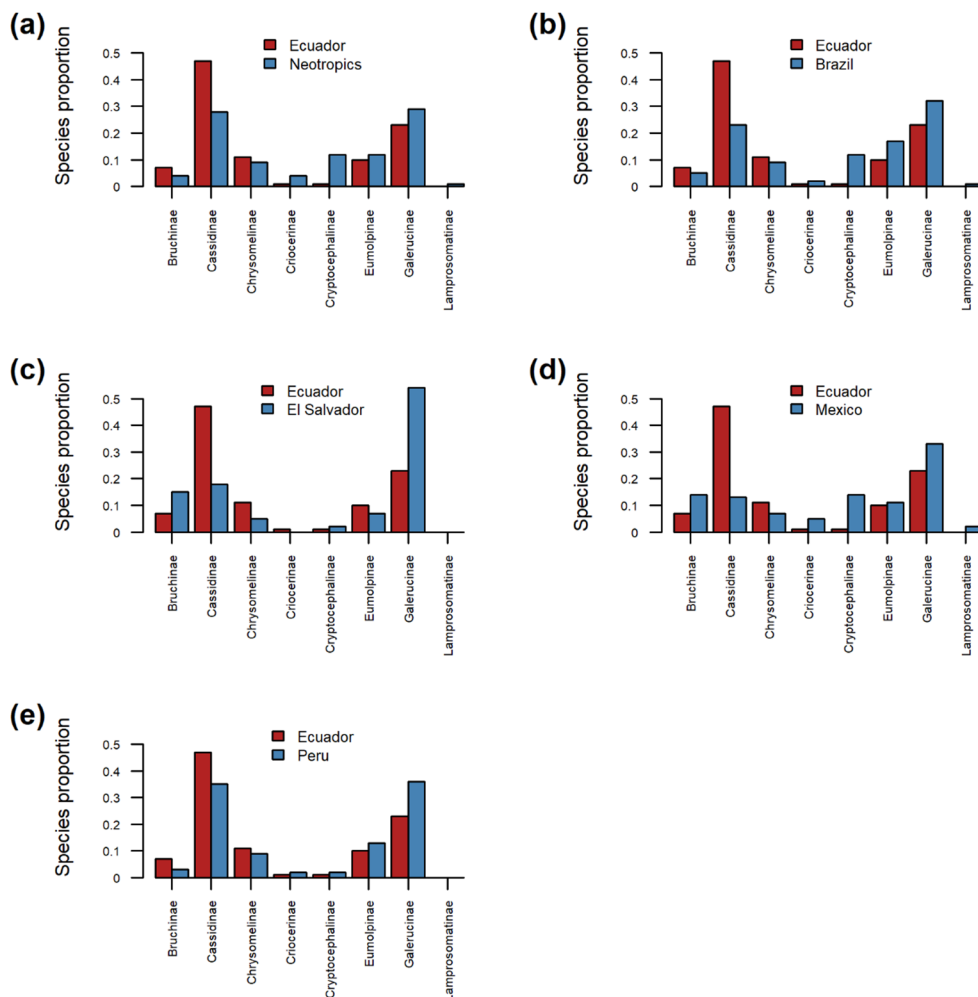 (a)
Ecuador
Neotropics
Species proportion
0.5
0.4
0.3
0.2
0.1
0
Bruchinae
Cassidinae
Chrysomelinae
Criocerinae
Cryptocephalinae
Eumolpinae
Galerucinae
Lamprosomatinae
(b)
Ecuador
Brazil
Species proportion
0.5
0.4
0.3
0.2
0.1
0
Bruchinae
Cassidinae
Chrysomelinae
Criocerinae
Cryptocephalinae
Eumolpinae
Galerucinae
Lamprosomatinae
(c)
Ecuador
El Salvador
Species proportion
0.5
0.4
0.3
0.2
0.1
0
Bruchinae
Cassidinae
Chrysomelinae
Criocerinae
Cryptocephalinae
Eumolpinae
Galerucinae
Lamprosomatinae
(d)
Ecuador
Mexico
Species proportion
0.5
0.4
0.3
0.2
0.1
0
Bruchinae
Cassidinae
Chrysomelinae
Criocerinae
Cryptocephalinae
Eumolpinae
Galerucinae
Lamprosomatinae
(e)
Ecuador
Peru
Species proportion
0.5
0.4
0.3
0.2
0.1
0
Bruchinae
Cassidinae
Chrysomelinae
Criocerinae
Cryptocephalinae
Eumolpinae
Galerucinae
Lamprosomatinae